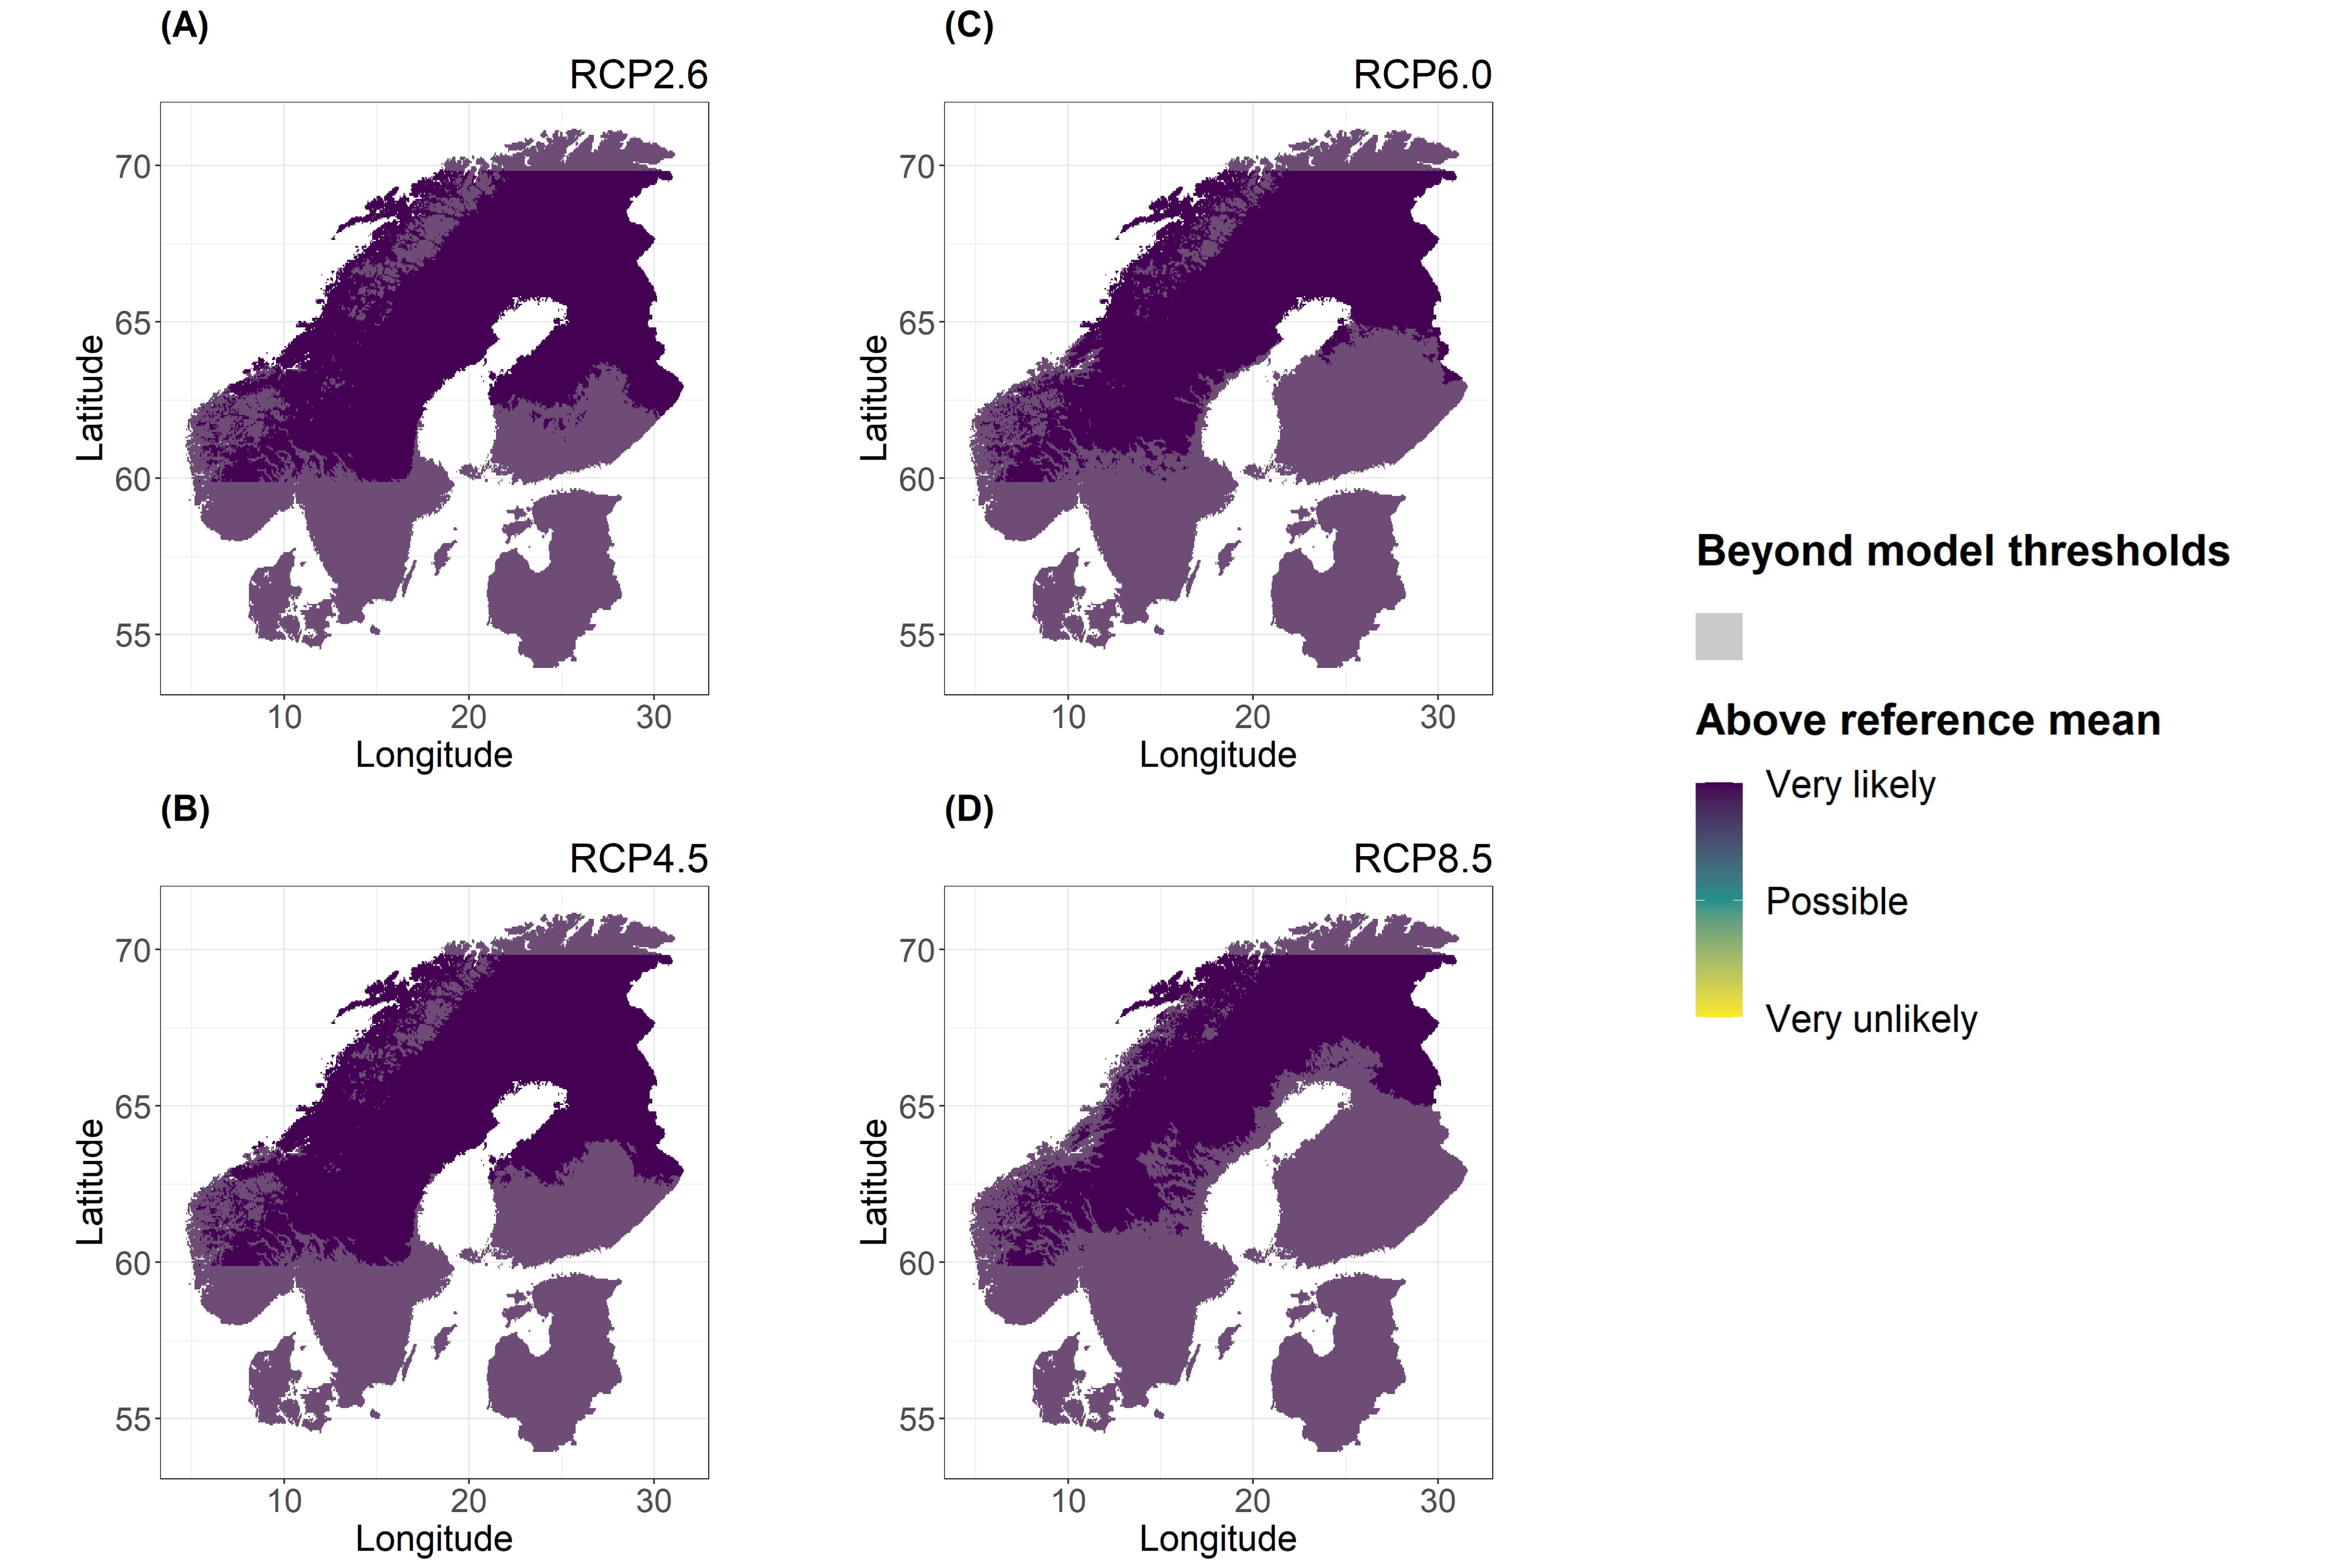 (A)
RCP2.6
70
65
60
55
Latitude
10 20 30
Longitude
(C)
RCP6.0
70
65
60
55
Latitude
10 20 30
Longitude
(B)
RCP4.5
70
65
60
55
Latitude
10 20 30
Longitude
(D)
RCP8.5
70
65
60
55
Latitude
10 20 30
Longitude
Beyond model thresholds
Above reference mean
Very likely
Possible
Very unlikely